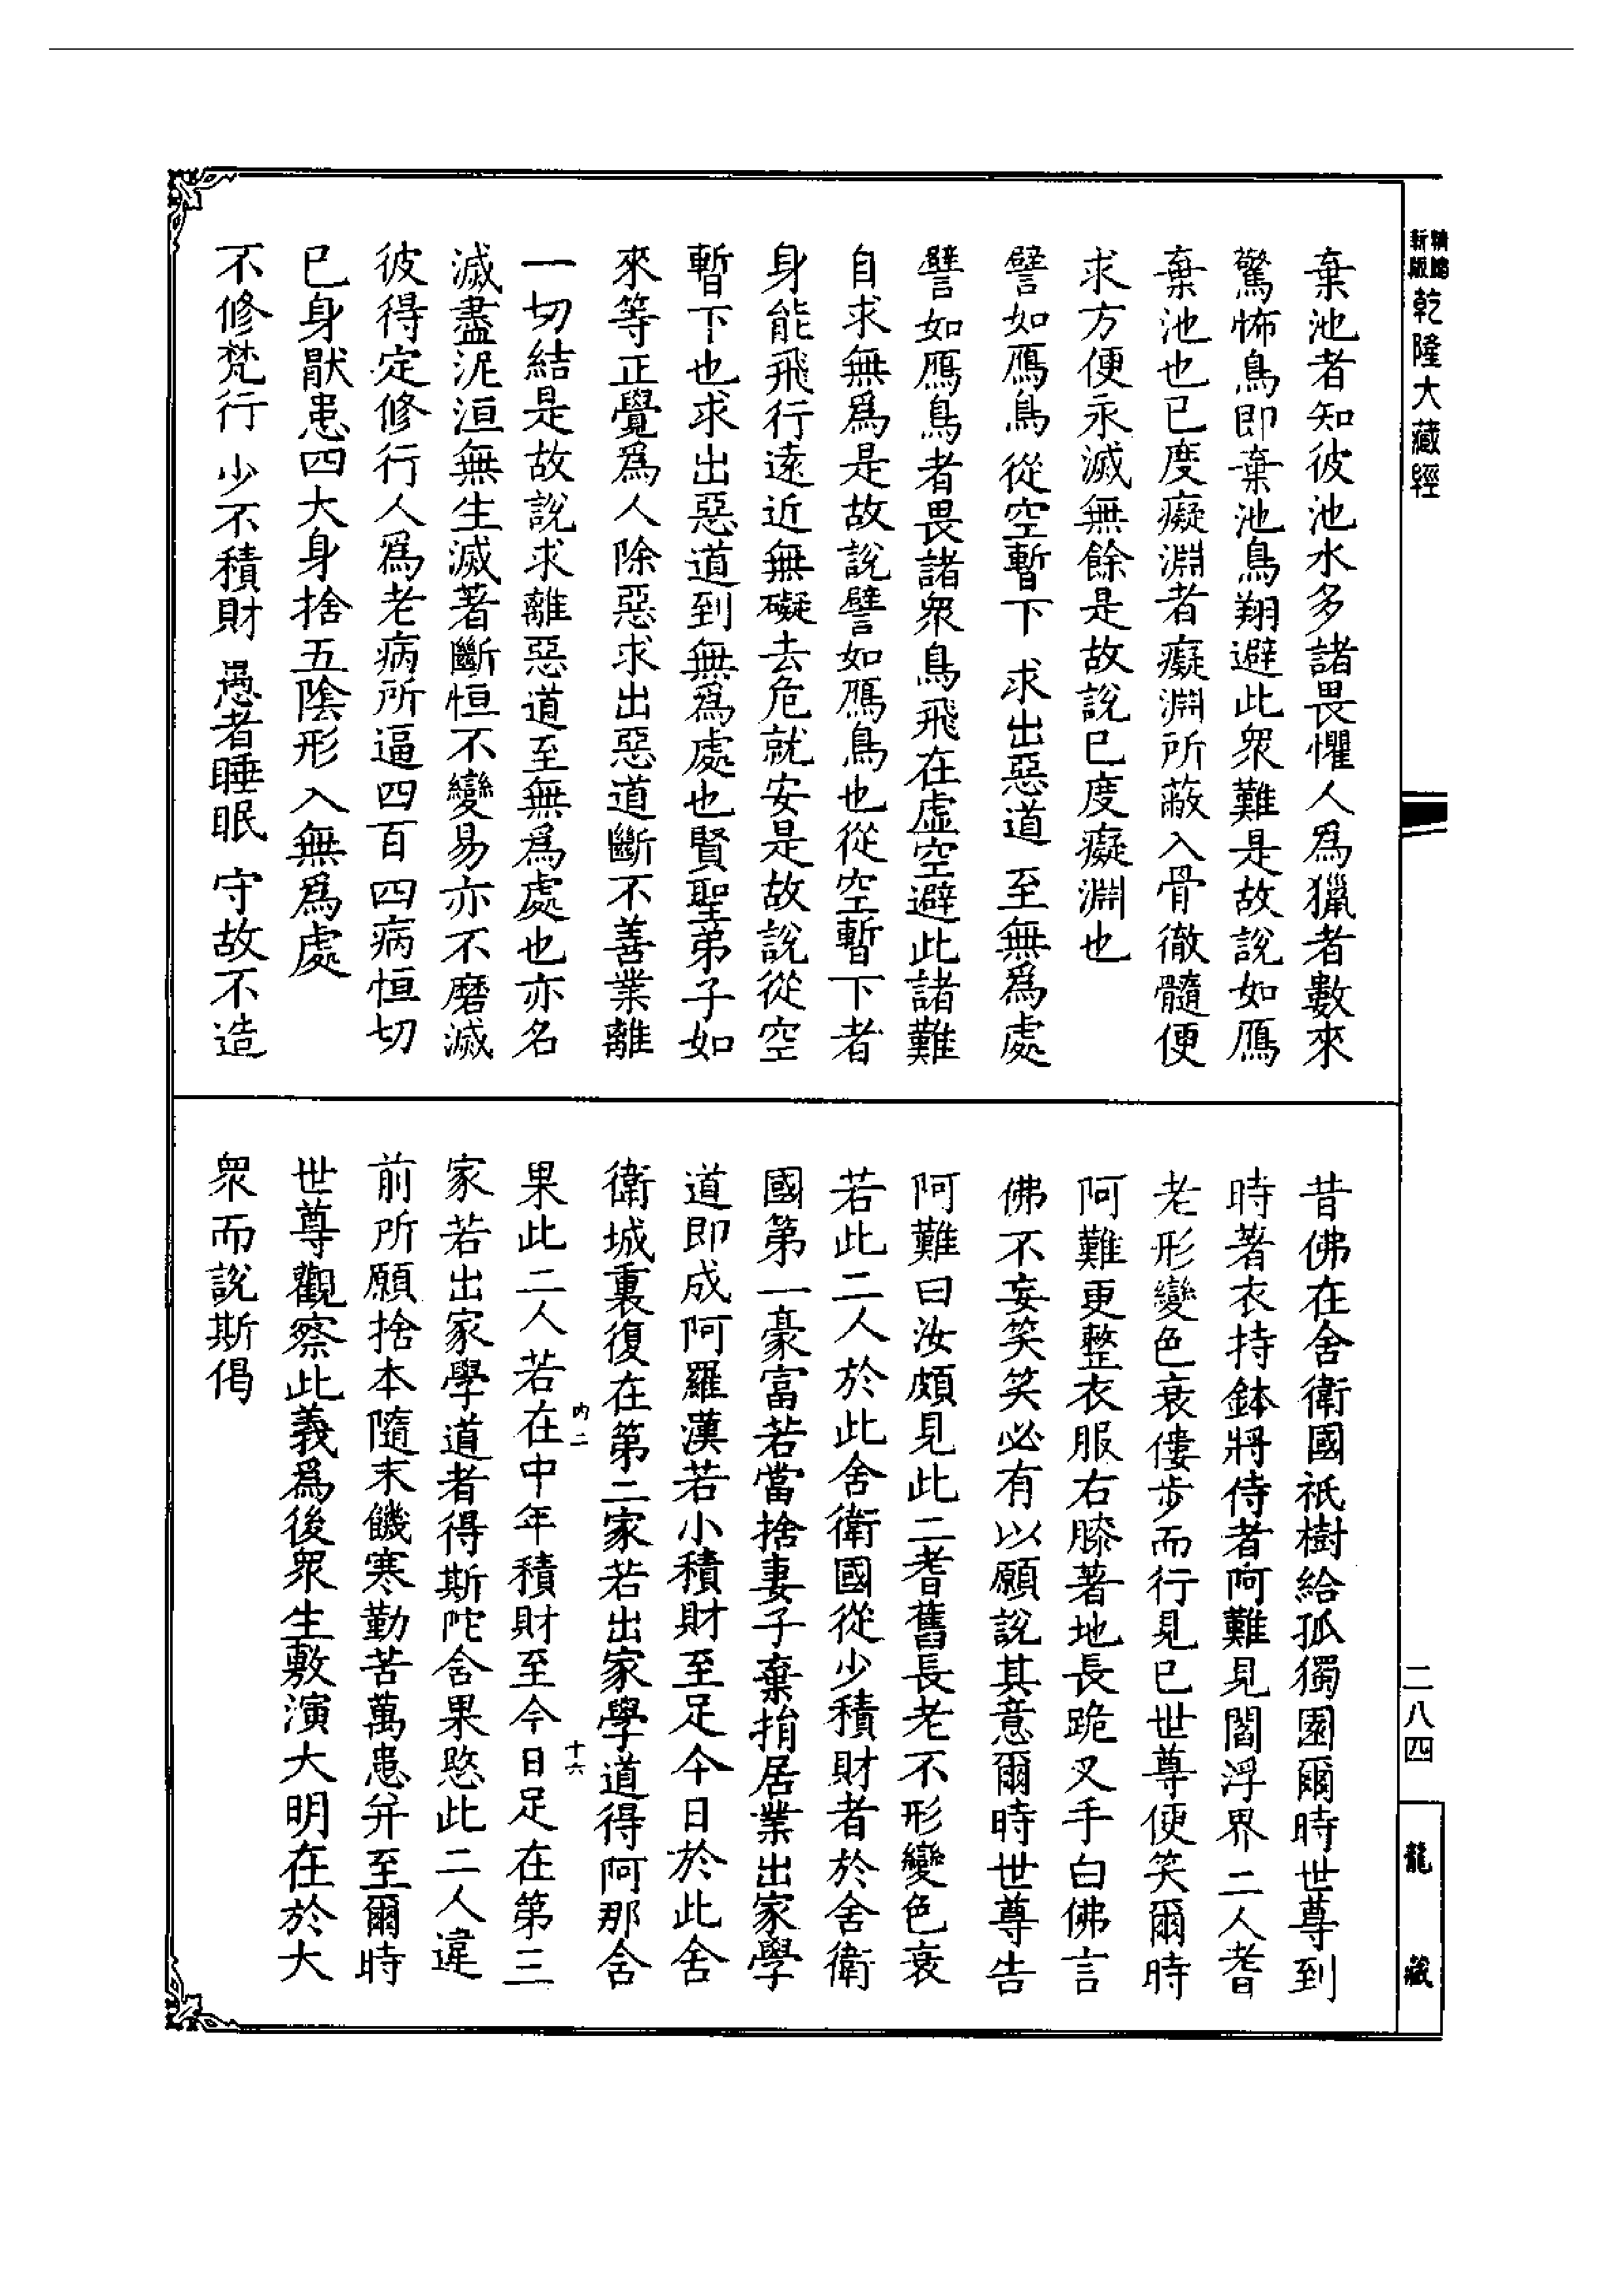 新版 精縮 乾隆大藏經
棄池者知彼池水多諸畏懼人爲獵者數來
驚怖鳥即棄池鳥翔避此眾難是故說如鴈
棄池也已度癡淵者癡淵所蔽入骨徹髓便
求方便永滅無餘是故說已度癡淵也
譬如鴈鳥 從空暫下 求出惡道 至無爲處
譬如鴈鳥者畏諸眾鳥飛在虛空避此諸難
自求無爲是故說譬如鴈鳥也從空暫下者
身能飛行遠近無礙去危就安是故說從空
暫下也求出惡道到無爲處也賢聖弟子如
來等正覺爲人除惡求出惡道斷不善業離
一切結是故說求離惡道至無爲處也亦名
滅盡泥洹無生滅著斷恒不變易亦不磨滅
彼得定修行人爲老病所逼四百四病恒切
已身厭患四大身捨五陰形入無爲處
不修梵行 少不積財 愚者睡眠 守故不造
昔佛在舍衛國祇樹給孤獨園爾時世尊到
時著衣持鉢將侍者阿難見閻浮界二人耆
老形變色衰僂步而行見已世尊便笑爾時
阿難更整衣服右膝著地長跪叉手白佛言
佛不妄笑笑必有以願說其意爾時世尊告
阿難曰汝頗見此二耆舊長老不形變色衰
若此二人於此舍衛國從少積財者於舍衛
國第一豪富若當捨妻子棄捐居業出家學
道即成阿羅漢若小積財至足今日於此舍
衛城裏復在第二家若出家學道得阿那舍
果此二人若在中年積財至今日足在第三
内二
十六
家若出家學道者得斯陀含果愍此二人違
前所願捨本隨末饑寒勤苦萬患并至爾時
世尊觀察此義爲後眾生敷演大明在於大
眾而說斯偈
二八四
龍藏